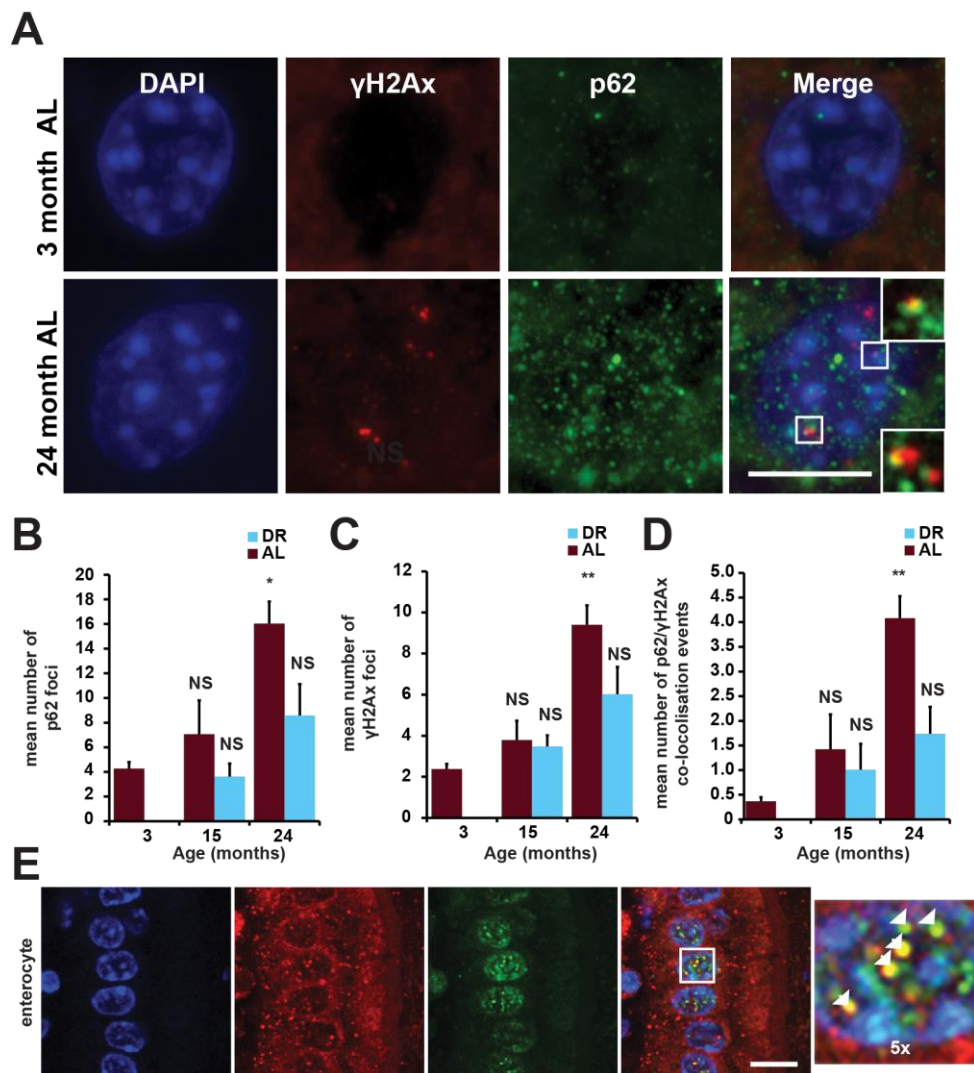 A
DAPI
γH2Ax
p62
Merge
3 month AL
24 month AL
NS
B
DR
AL
mean number of
p62 foci
20
18
16
14
12
10
8
6
4
2
0
NS
NS
*
NS
3
15
24
Age (months)
C
DR
AL
mean number of
γH2Ax foci
12
10
8
6
4
2
0
NS
NS
**
NS
3
15
24
Age (months)
D
DR
AL
mean number of p62/γH2Ax
co-locolisation events
5.0
4.5
4.0
3.5
3.0
2.5
2.0
1.5
1.0
0.5
0
NS
NS
**
NS
3
15
24
Age (months)
E
enterocyte
5x